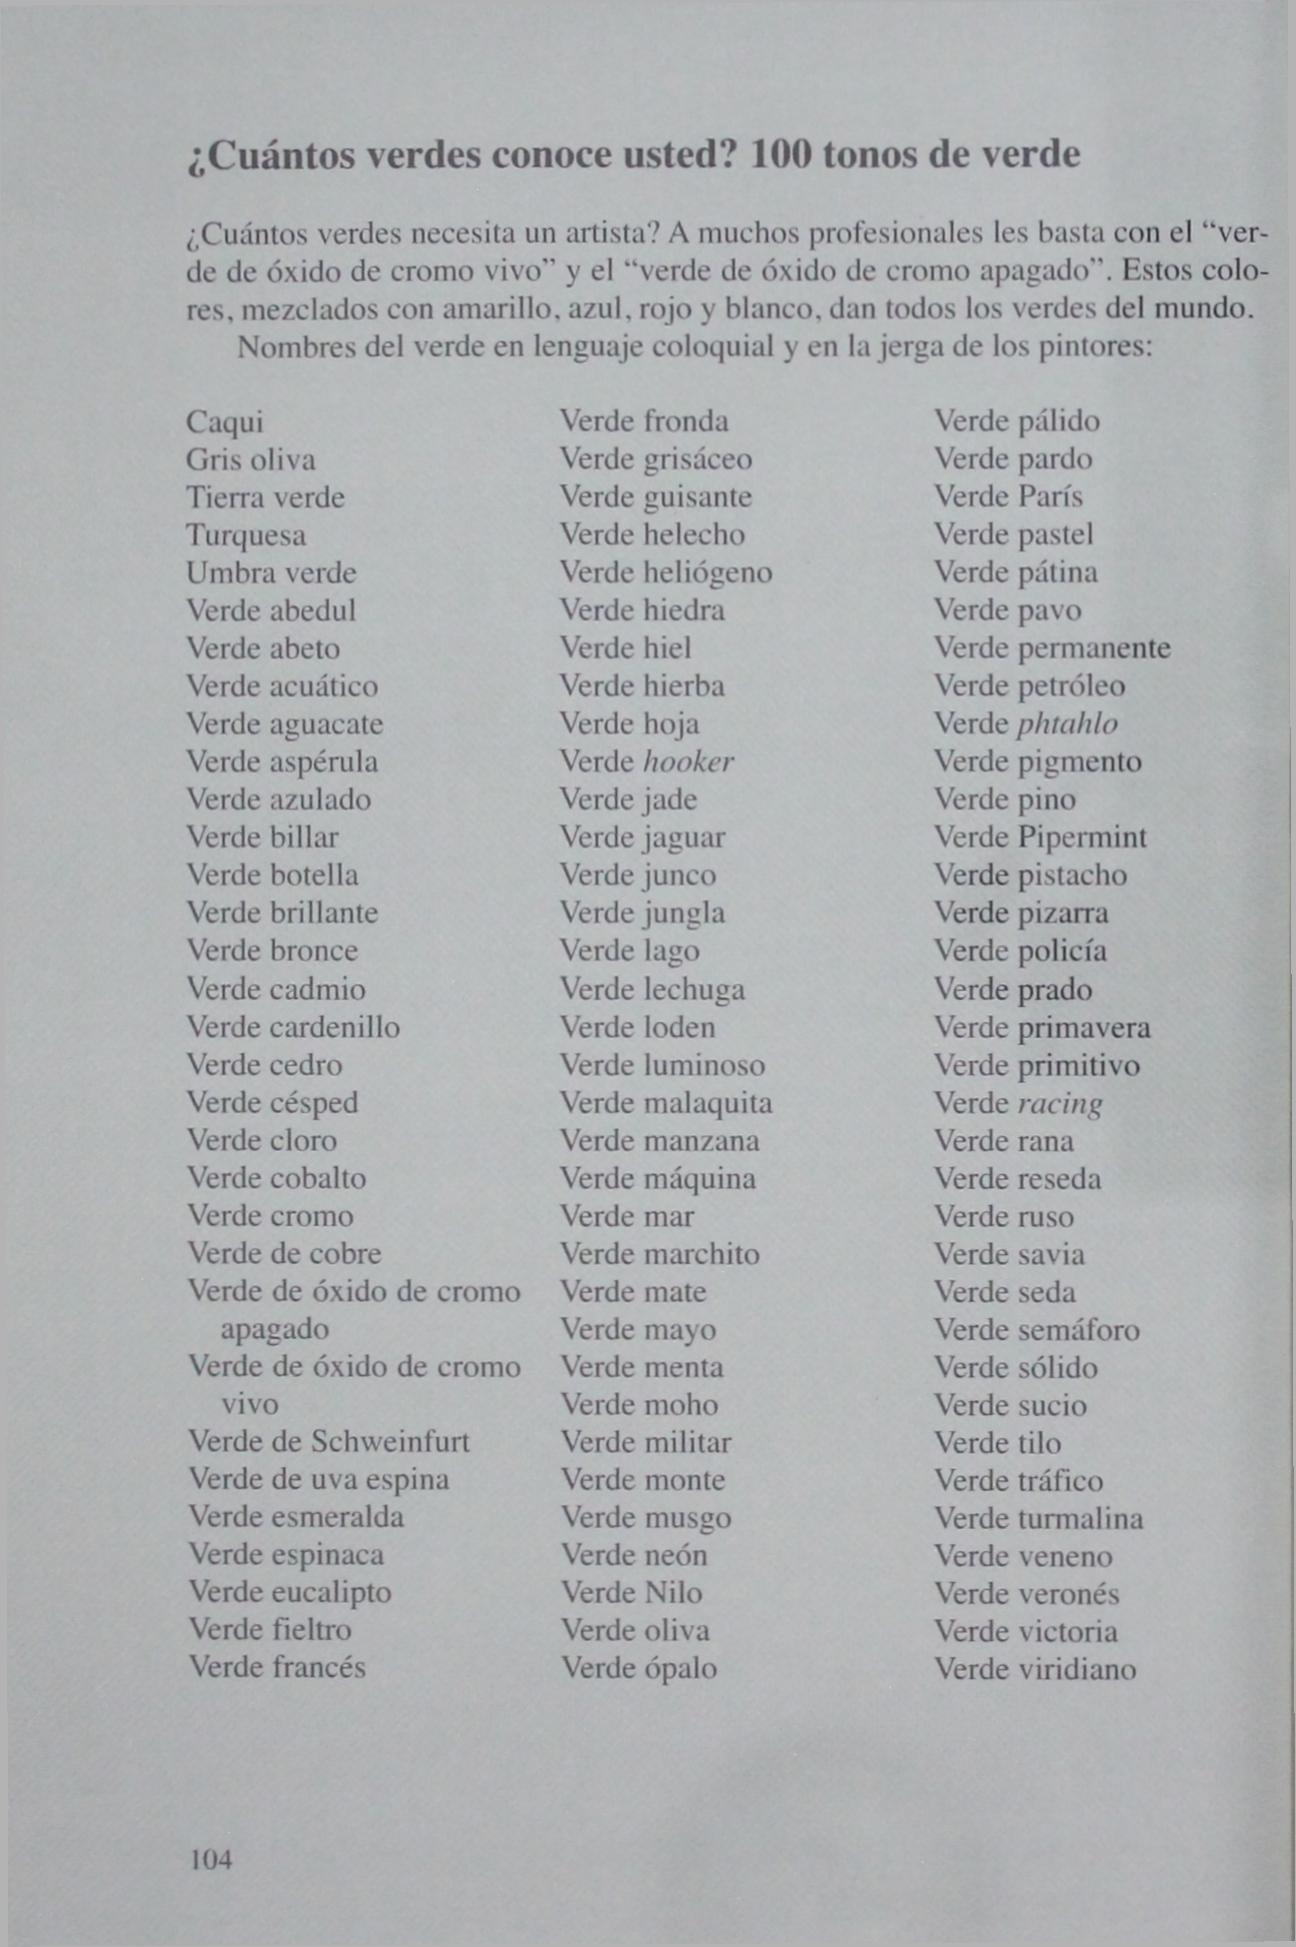 ¿Cuántos verdes conoce usted? 100 tonos de verde
¿Cuántos verdes necesita un artista? A muchos profesionales les basta con el “ver-
de de óxido de cromo vivo” y el “verde de óxido de cromo apagado”. Estos colo-
res, mezclados con amarillo, azul, rojo y blanco, dan todos los verdes del mundo.
Nombres del verde en lenguaje coloquial y en la jerga de los pintores:
Caqui
Gris oliva
Tierra verde
Turquesa
Umbra verde
Verde abedul
Verde abeto
Verde acuático
Verde aguacate
Verde aspérula
Verde azulado
Verde billar
Verde botella
Verde brillante
Verde bronce
Verde cadmio
Verde cardenillo
Verde cedro
Verde césped
Verde cloro
Verde cobalto
Verde cromo
Verde de cobre
Verde de óxido de cromo
apagado
Verde de óxido de cromo
vivo
Verde de Schweinfurt
Verde de uva espina
Verde esmeralda
Verde espinaca
Verde eucalipto
Verde fieltro
Verde francés
Verde fronda
Verde grisáceo
Verde guisante
Verde helecho
Verde heliógeno
Verde hiedra
Verde hiel
Verde hierba
Verde hoja
Verde hooker
Verde jade
Verde jaguar
Verde junco
Verde jungla
Verde lago
Verde lechuga
Verde loden
Verde luminoso
Verde malaquita
Verde manzana
Verde máquina
Verde mar
Verde marchito
Verde mate
Verde mayo
Verde menta
Verde moho
Verde militar
Verde monte
Verde musgo
Verde neón
Verde Nilo
Verde oliva
Verde ópalo
Verde pálido
Verde pardo
Verde París
Verde pastel
Verde pátina
Verde pavo
Verde permanente
Verde petróleo
Verde phtahlo
Verde pigmento
Verde pino
Verde Pipermint
Verde pistacho
Verde pizarra
Verde policía
Verde prado
Verde primavera
Verde primitivo
Verde racing
Verde rana
Verde reseda
Verde ruso
Verde savia
Verde seda
Verde semáforo
Verde sólido
Verde sucio
Verde tilo
Verde tráfico
Verde turmalina
Verde veneno
Verde veronés
Verde victoria
Verde viridiano
104